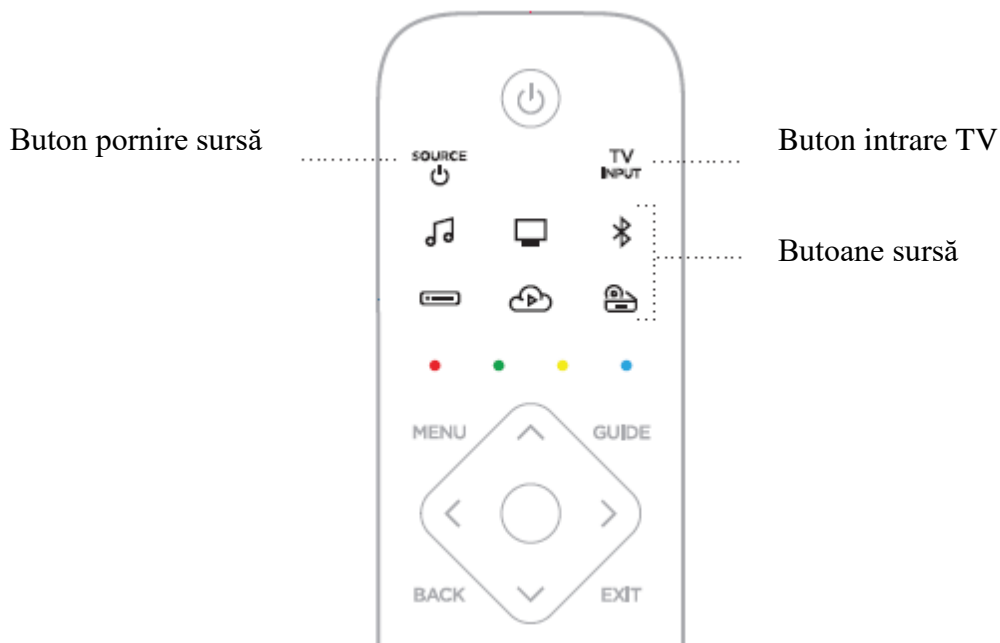 Buton pornire sursă
SOURCE
TV
INPUT
Buton intrare TV
Butoane sursă
MENU
GUIDE
BACK
EXIT